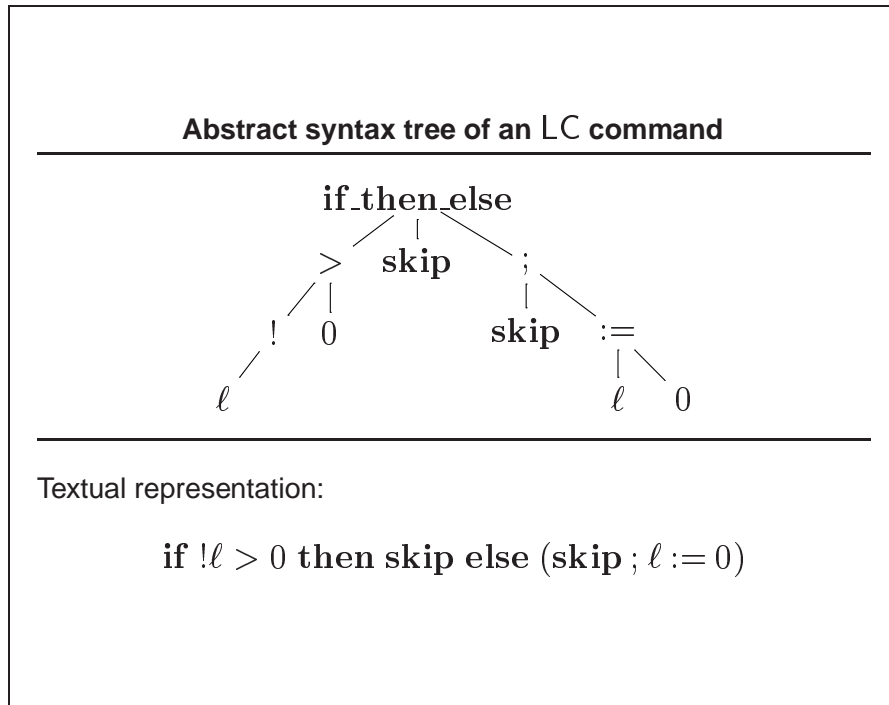 Abstract syntax tree of an LC command
if_then_else
> skip ;
! 0 skip :=
ℓ ℓ 0
Textual representation:
if !ℓ > 0 then skip else (skip ; ℓ := 0)